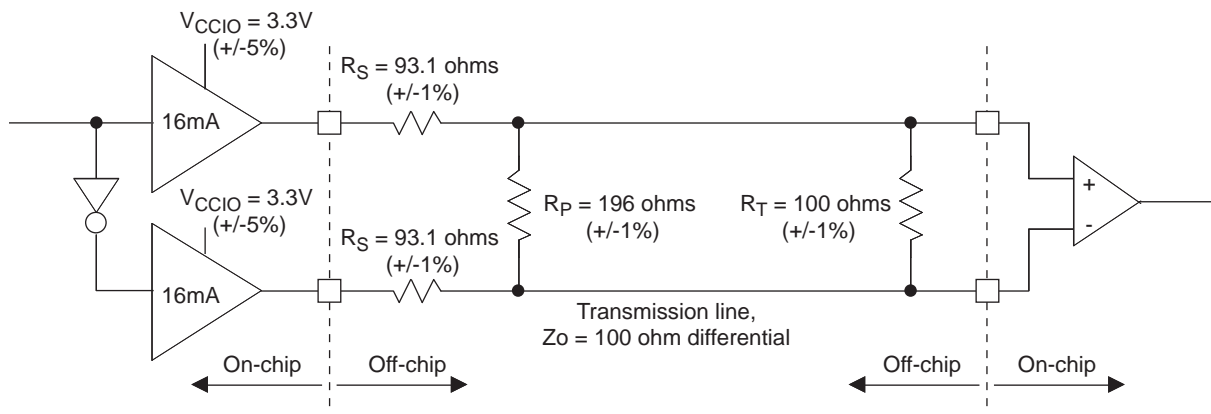 VCCIO = 3.3V
(+/-5%)
16mA
RS = 93.1 ohms
(+/-1%)
VCCIO = 3.3V
(+/-5%)
16mA
RS = 93.1 ohms
(+/-1%)
RP = 196 ohms
(+/-1%)
RT = 100 ohms
(+/-1%)
+
-
Transmission line,
Zo = 100 ohm differential
On-chip
Off-chip
Off-chip
On-chip